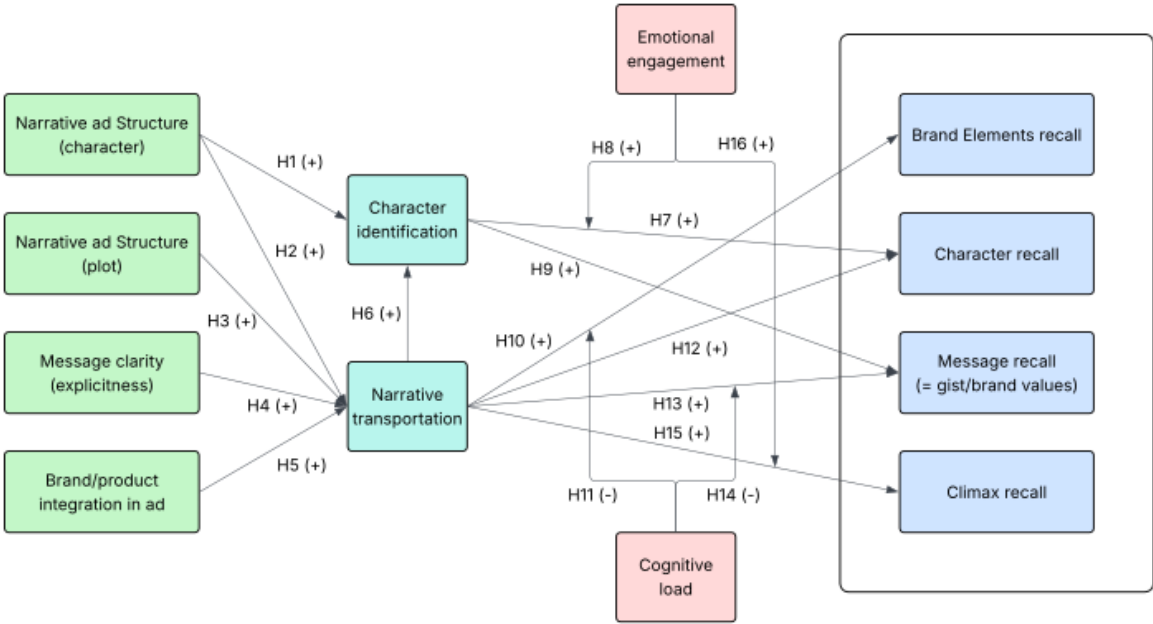 Emotional
engagement
Narrative ad Structure
(character)
Brand Elements recall
H1 (+)
H8 (+)
H16 (+)
Character
identification
H7 (+)
Narrative ad Structure
(plot)
H2 (+)
Character recall
H9 (+)
H3 (+)
H6 (+)
H10 (+)
H12 (+)
Message clarity
(explicitness)
Message recall
(= gist/brand values)
H4 (+)
Narrative
transportation
H13 (+)
H15 (+)
H5 (+)
Brand/product
integration in ad
H11 (-)
H14 (-)
Climax recall
Cognitive
load